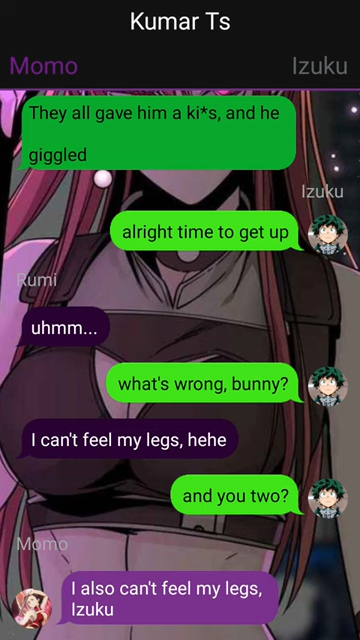 Kumar Ts
Momo
Izuku
They all gave him a ki*s, and he
giggled
Izuku
alright time to get up
Rumi
uhmm...
what's wrong, bunny?
I can't feel my legs, hehe
and you two?
Momo
I also can't feel my legs,
Izuku